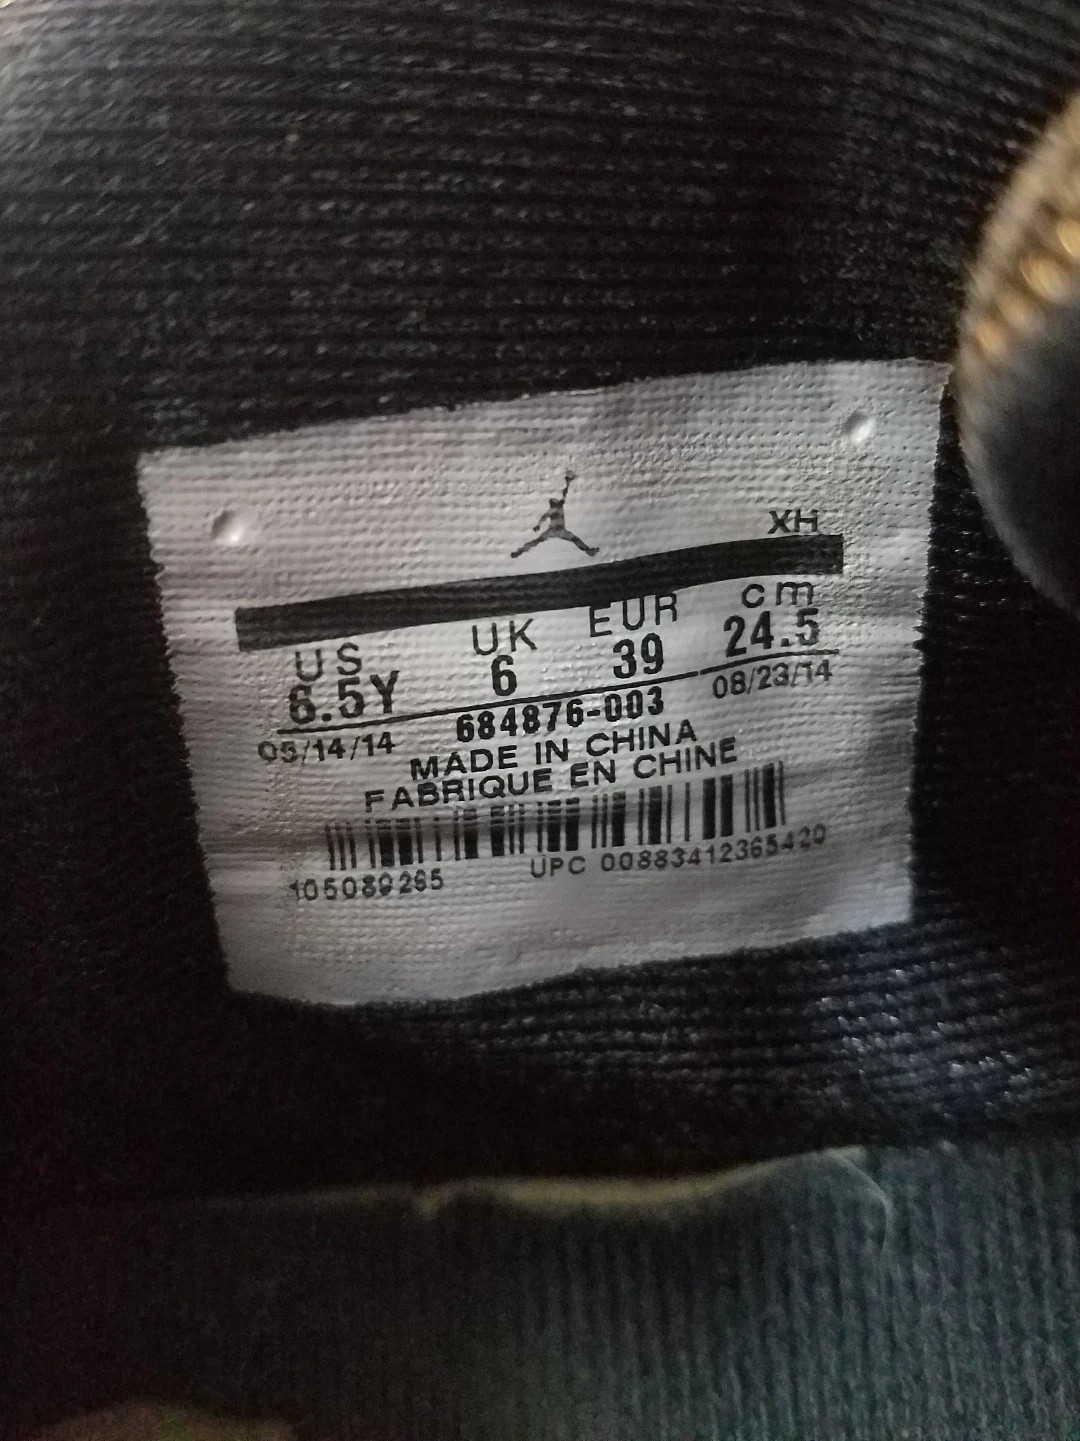 XH
US UK EUR cm
6.5Y 6 39 24.5
05/14/14 684876-003 08/23/14
MADE IN CHINA
FABRIQUE EN CHINE
105089265 UPC 00883412365420